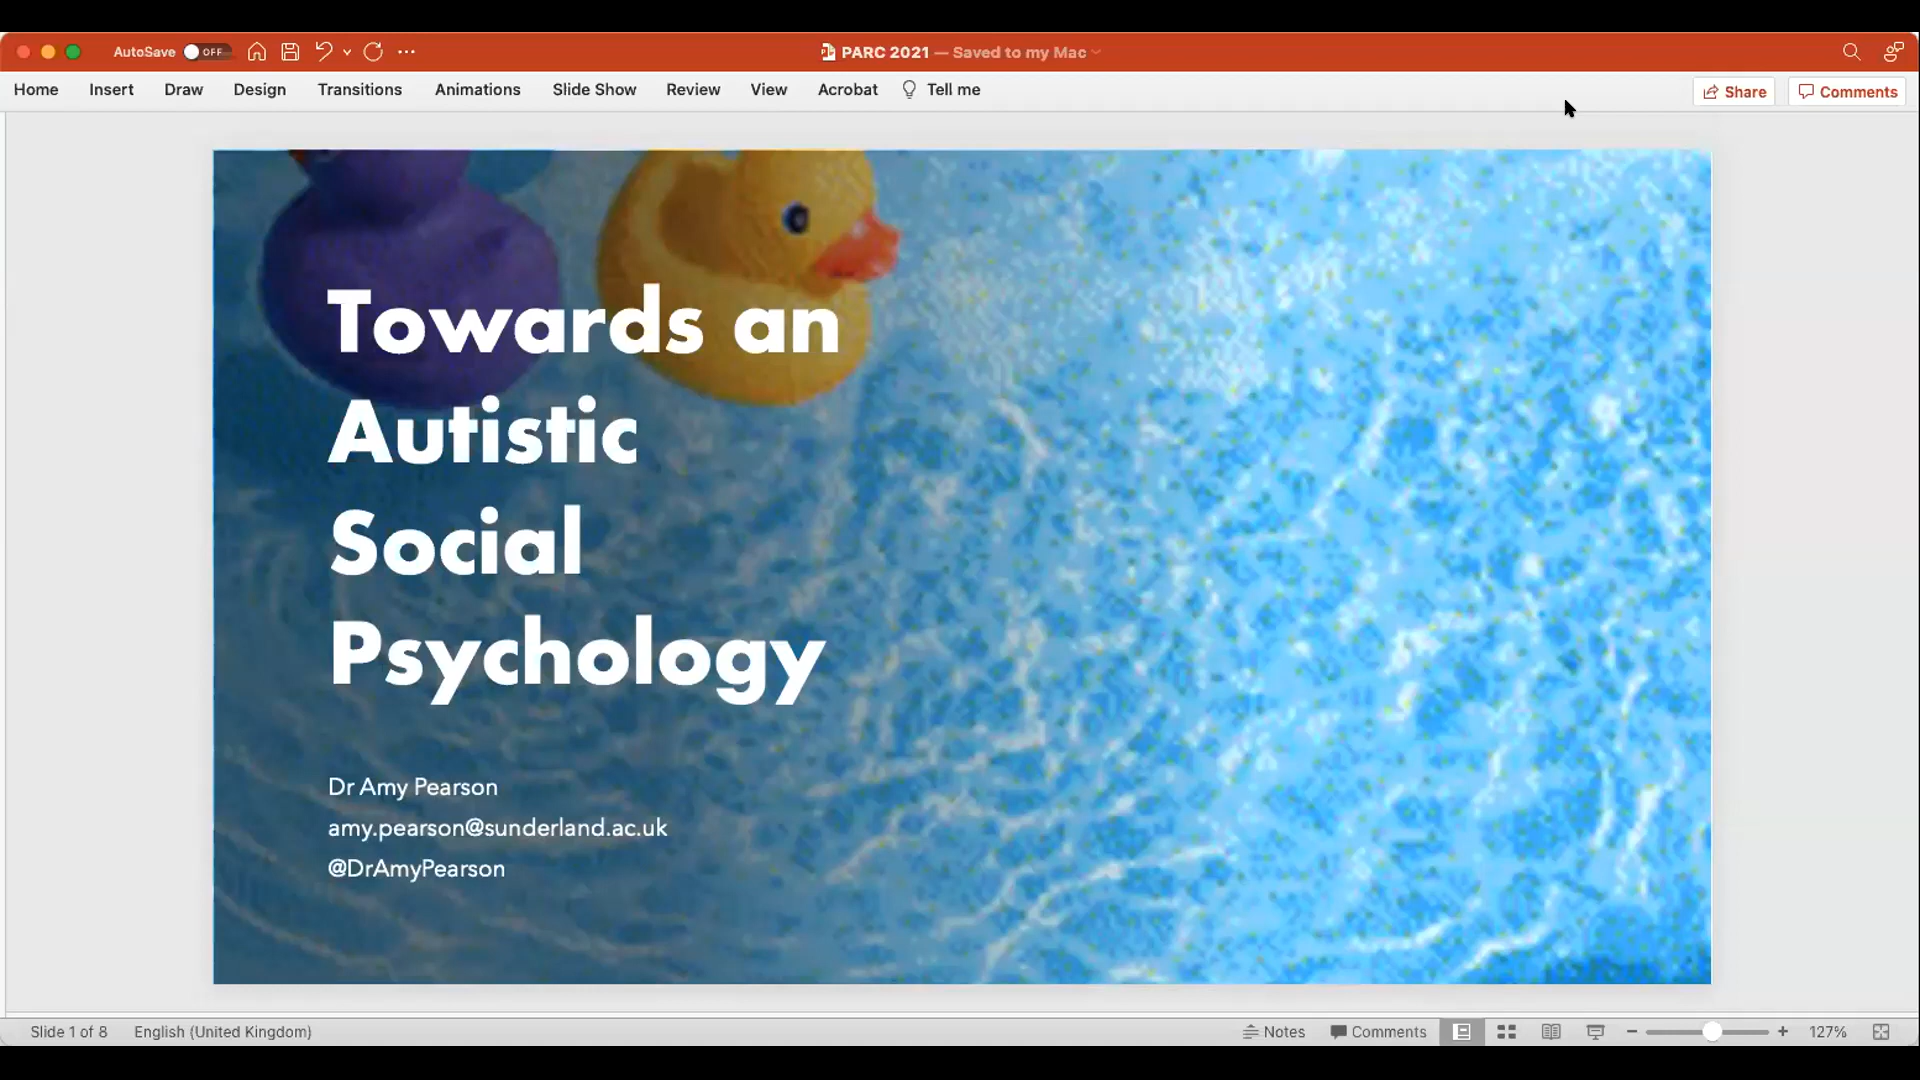 AutoSave OFF PARC 2021 — Saved to my Mac
Home Insert Draw Design Transitions Animations Slide Show Review View Acrobat Tell me Share Comments
Towards an
Autistic
Social
Psychology
Dr Amy Pearson
amy.pearson@sunderland.ac.uk
@DrAmyPearson
Slide 1 of 8 English (United Kingdom) Notes Comments 127%